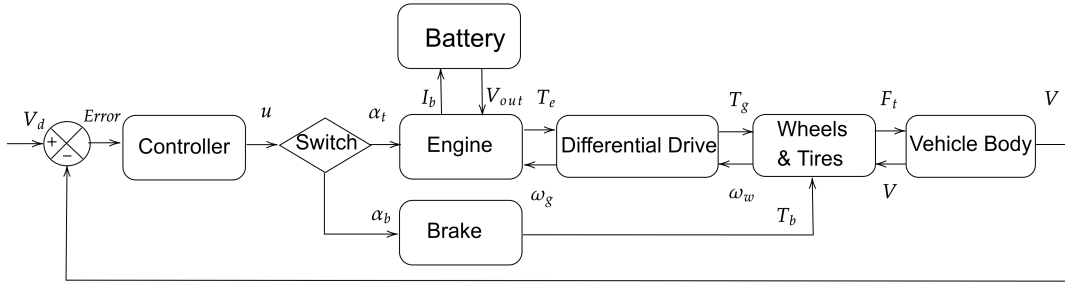 Battery
V_d
Error
u
α_t
I_b
V_out
T_e
T_g
F_t
V
+
−
Controller
Switch
Engine
Differential Drive
Wheels
& Tires
Vehicle Body
ω_g
ω_w
V
α_b
Brake
T_b